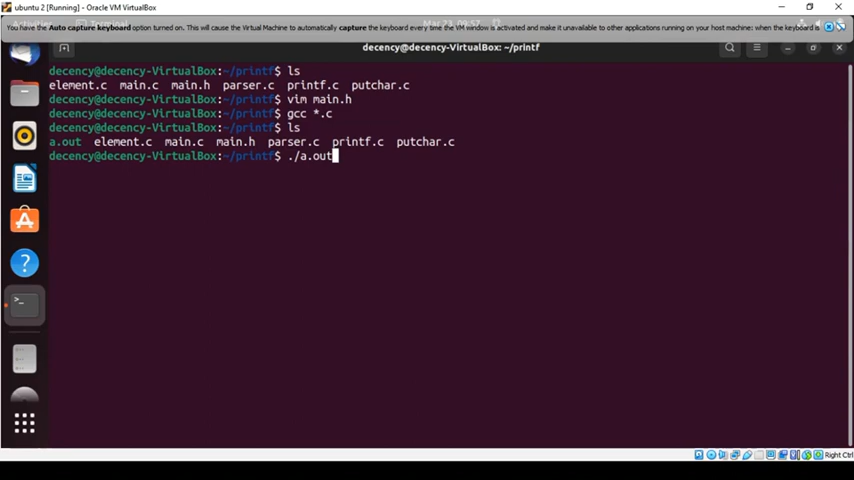 ubuntu 2 [Running] - Oracle VM VirtualBox
You have the Auto capture keyboard option turned on. This will cause the Virtual Machine to automatically capture the keyboard every time the VM window is activated and make it unavailable to other applications running on your host machine: when the keyboard is
decency@decency-VirtualBox: ~/printf
decency@decency-VirtualBox:~/printf$ ls
element.c main.c main.h parser.c printf.c putchar.c
decency@decency-VirtualBox:~/printf$ vim main.h
decency@decency-VirtualBox:~/printf$ gcc *.c
decency@decency-VirtualBox:~/printf$ ls
a.out element.c main.c main.h parser.c printf.c putchar.c
decency@decency-VirtualBox:~/printf$ ./a.out
Right Ctrl